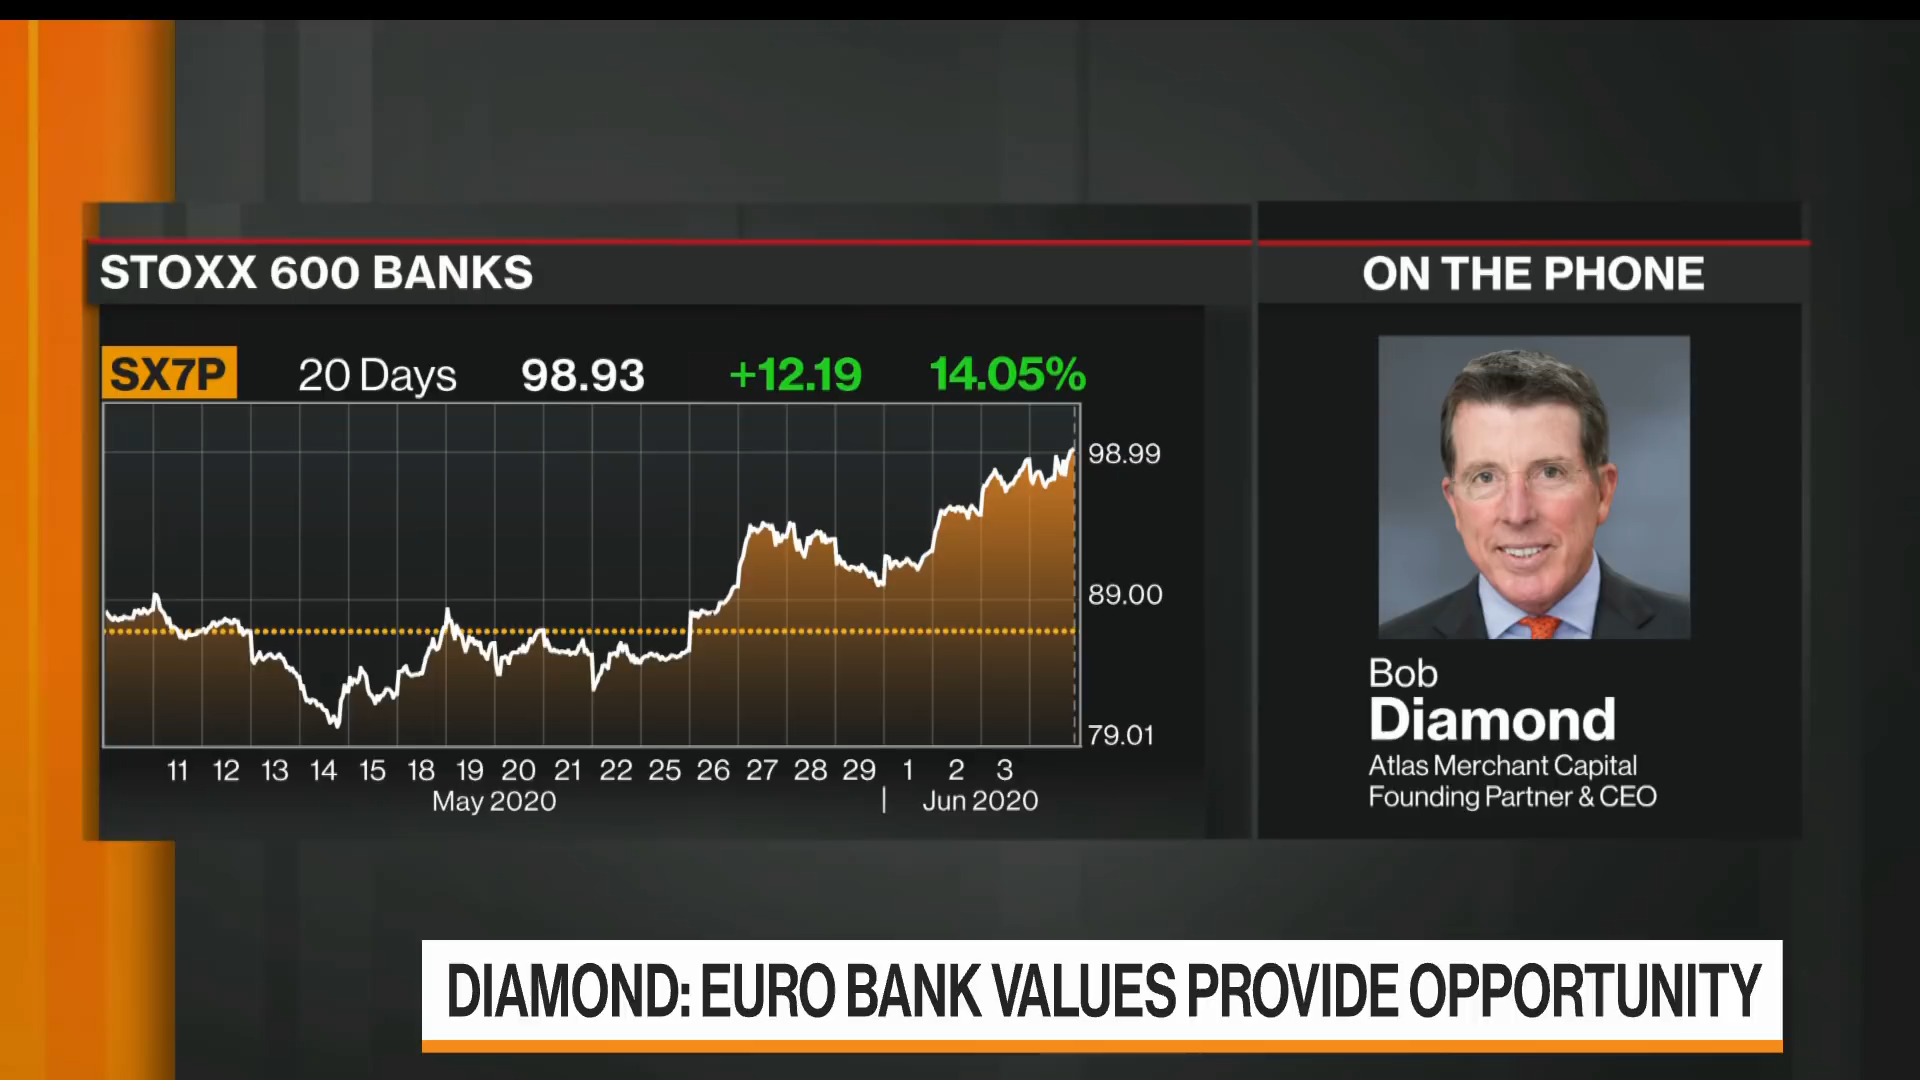 STOXX 600 BANKS
SX7P 20 Days 98.93 +12.19 14.05%
98.99
89.00
79.01
11 12 13 14 15 18 19 20 21 22 25 26 27 28 29 1 2 3
May 2020 | Jun 2020
ON THE PHONE
Bob
Diamond
Atlas Merchant Capital
Founding Partner & CEO
DIAMOND: EURO BANK VALUES PROVIDE OPPORTUNITY